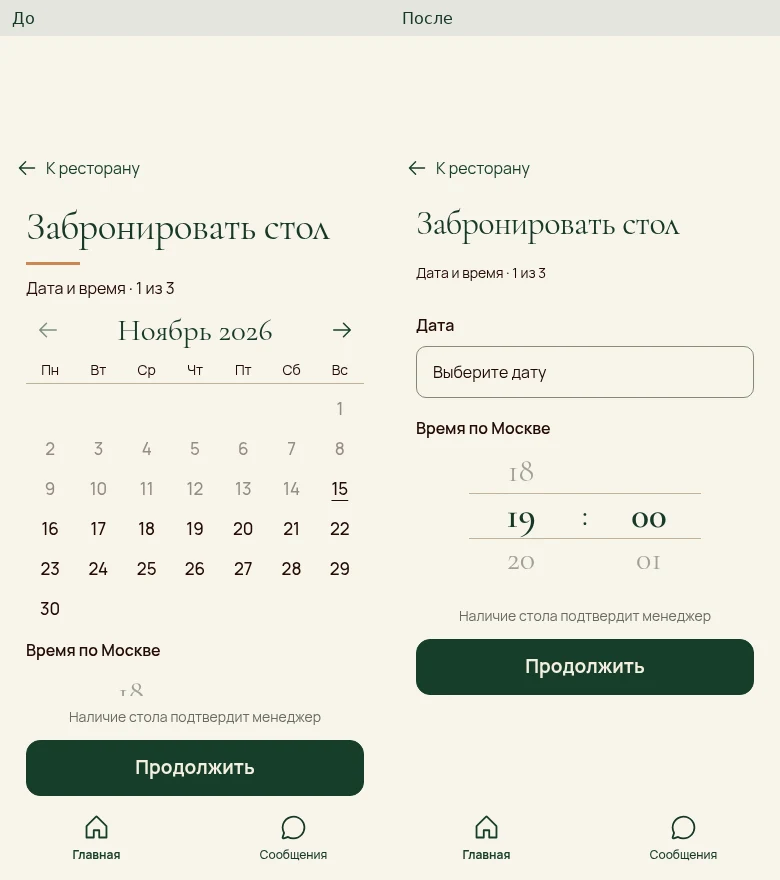 До
К ресторану
Забронировать стол
Дата и время · 1 из 3
Ноябрь 2026
Пн Вт Ср Чт Пт Сб Вс
1
2 3 4 5 6 7 8
9 10 11 12 13 14 15
16 17 18 19 20 21 22
23 24 25 26 27 28 29
30
Время по Москве
18
Наличие стола подтвердит менеджер
Продолжить
Главная Сообщения
После
К ресторану
Забронировать стол
Дата и время · 1 из 3
Дата
Выберите дату
Время по Москве
18
19 : 00
20 01
Наличие стола подтвердит менеджер
Продолжить
Главная Сообщения